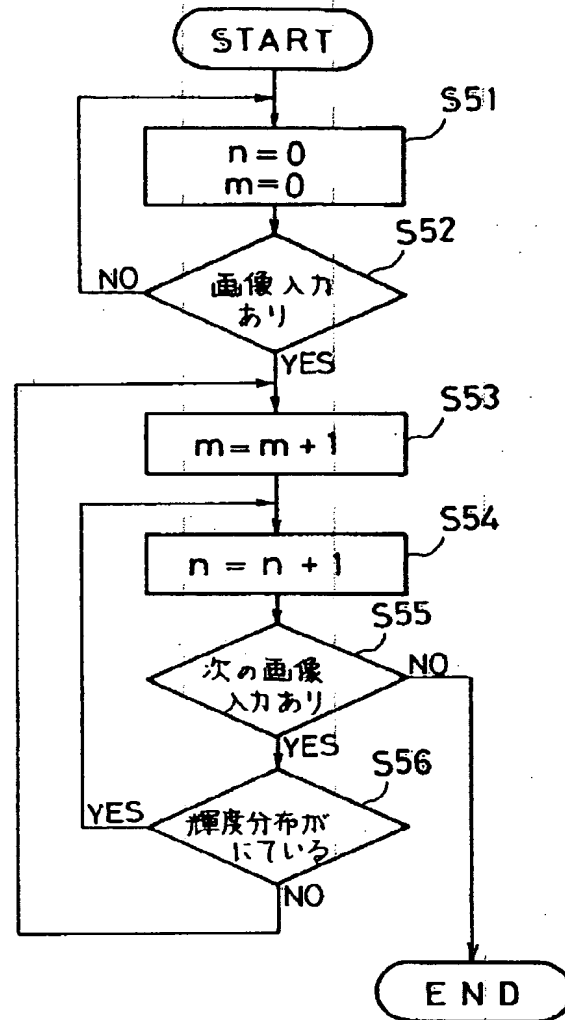 START
S51
n=0
m=0
S52
画像入力
あり
NO
YES
S53
m=m+1
S54
n=n+1
S55
次の画像
入力あり
NO
YES
S56
輝度分布が
にている
YES
NO
END